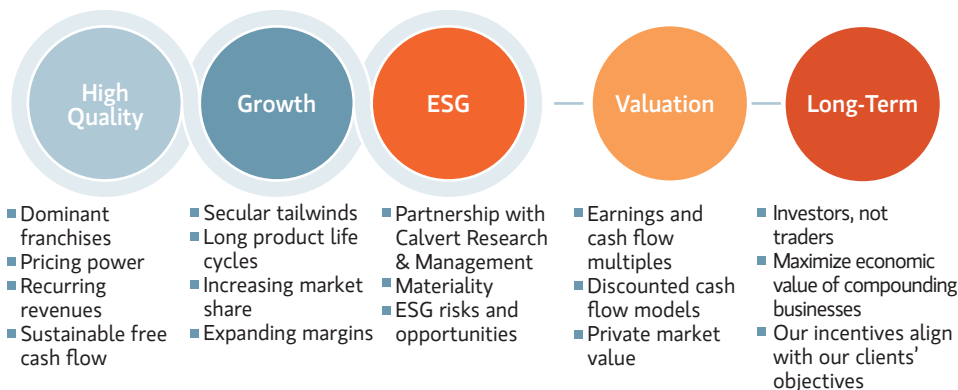 High
Quality
Growth
ESG
Valuation
Long-Term
Dominant
franchises
Pricing power
Recurring
revenues
Sustainable free
cash flow
Secular tailwinds
Long product life
cycles
Increasing market
share
Expanding margins
Partnership with
Calvert Research
& Management
Materiality
ESG risks and
opportunities
Earnings and
cash flow
multiples
Discounted cash
flow models
Private market
value
Investors, not
traders
Maximize economic
value of compounding
businesses
Our incentives align
with our clients'
objectives